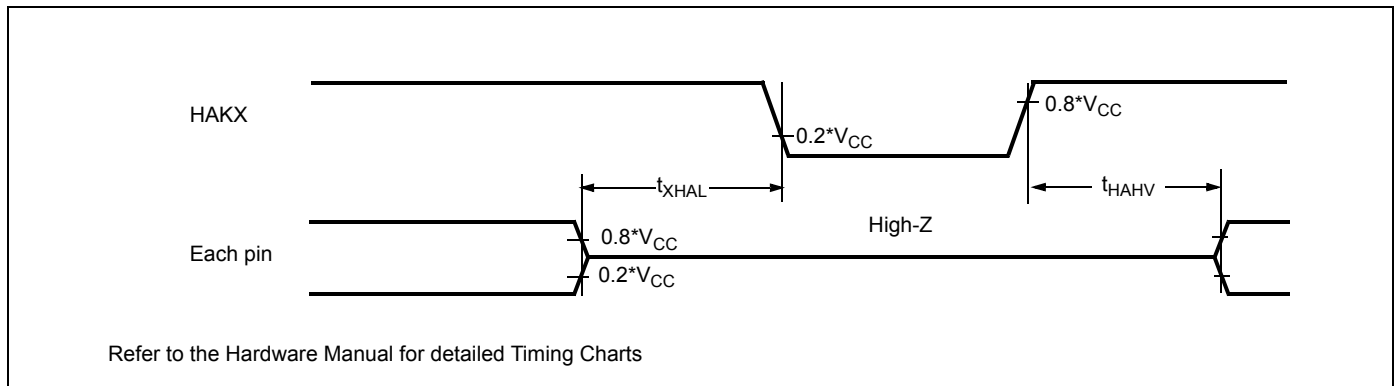 HAKX
0.2*VCC
0.8*VCC
tXHAL
tHAHV
High-Z
Each pin
0.8*VCC
0.2*VCC
Refer to the Hardware Manual for detailed Timing Charts